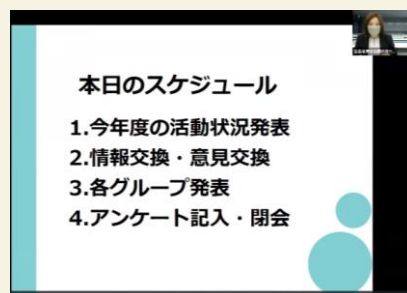 本日のスケジュール
1.今年度の活動状況発表
2.情報交換・意見交換
3.各グループ発表
4.アンケート記入・閉会